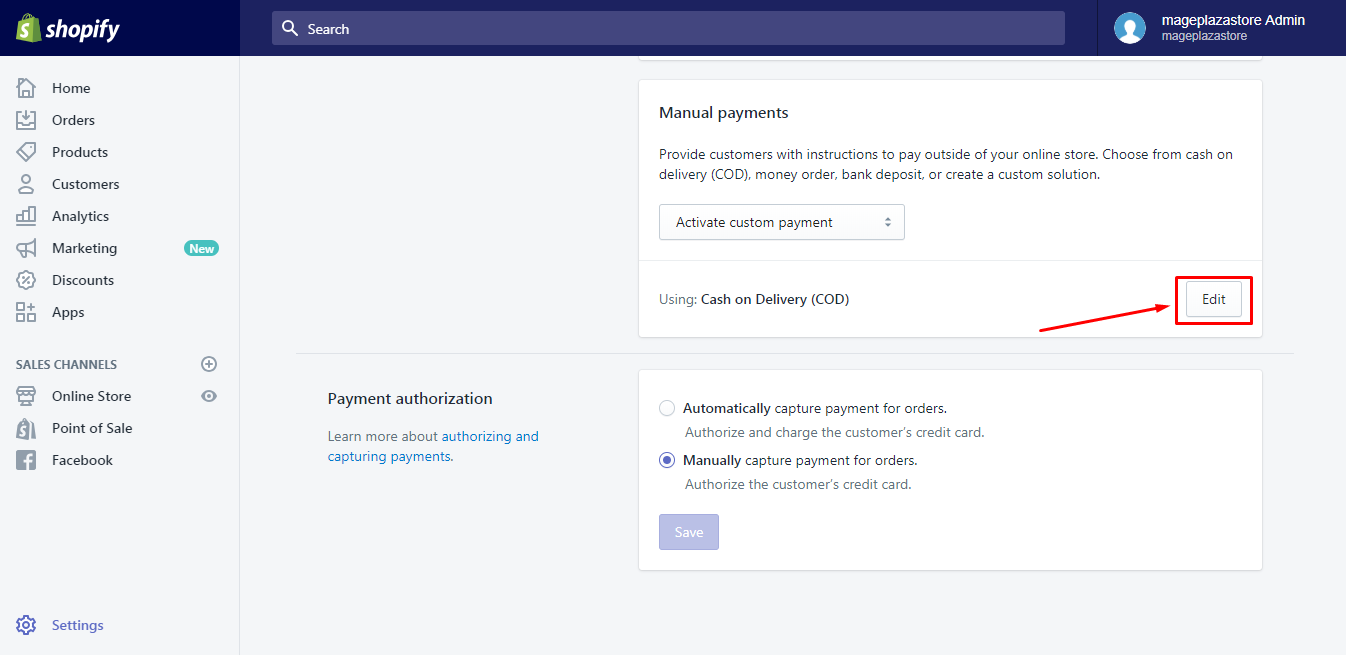 shopify
Search
mageplazastore Admin
mageplazastore
Home
Orders
Products
Customers
Analytics
Marketing New
Discounts
Apps
SALES CHANNELS
Online Store
Point of Sale
Facebook
Settings
Manual payments
Provide customers with instructions to pay outside of your online store. Choose from cash on
delivery (COD), money order, bank deposit, or create a custom solution.
Activate custom payment
Using: Cash on Delivery (COD)
Edit
Payment authorization
Learn more about authorizing and
capturing payments.
Automatically capture payment for orders.
Authorize and charge the customer's credit card.
Manually capture payment for orders.
Authorize the customer's credit card.
Save